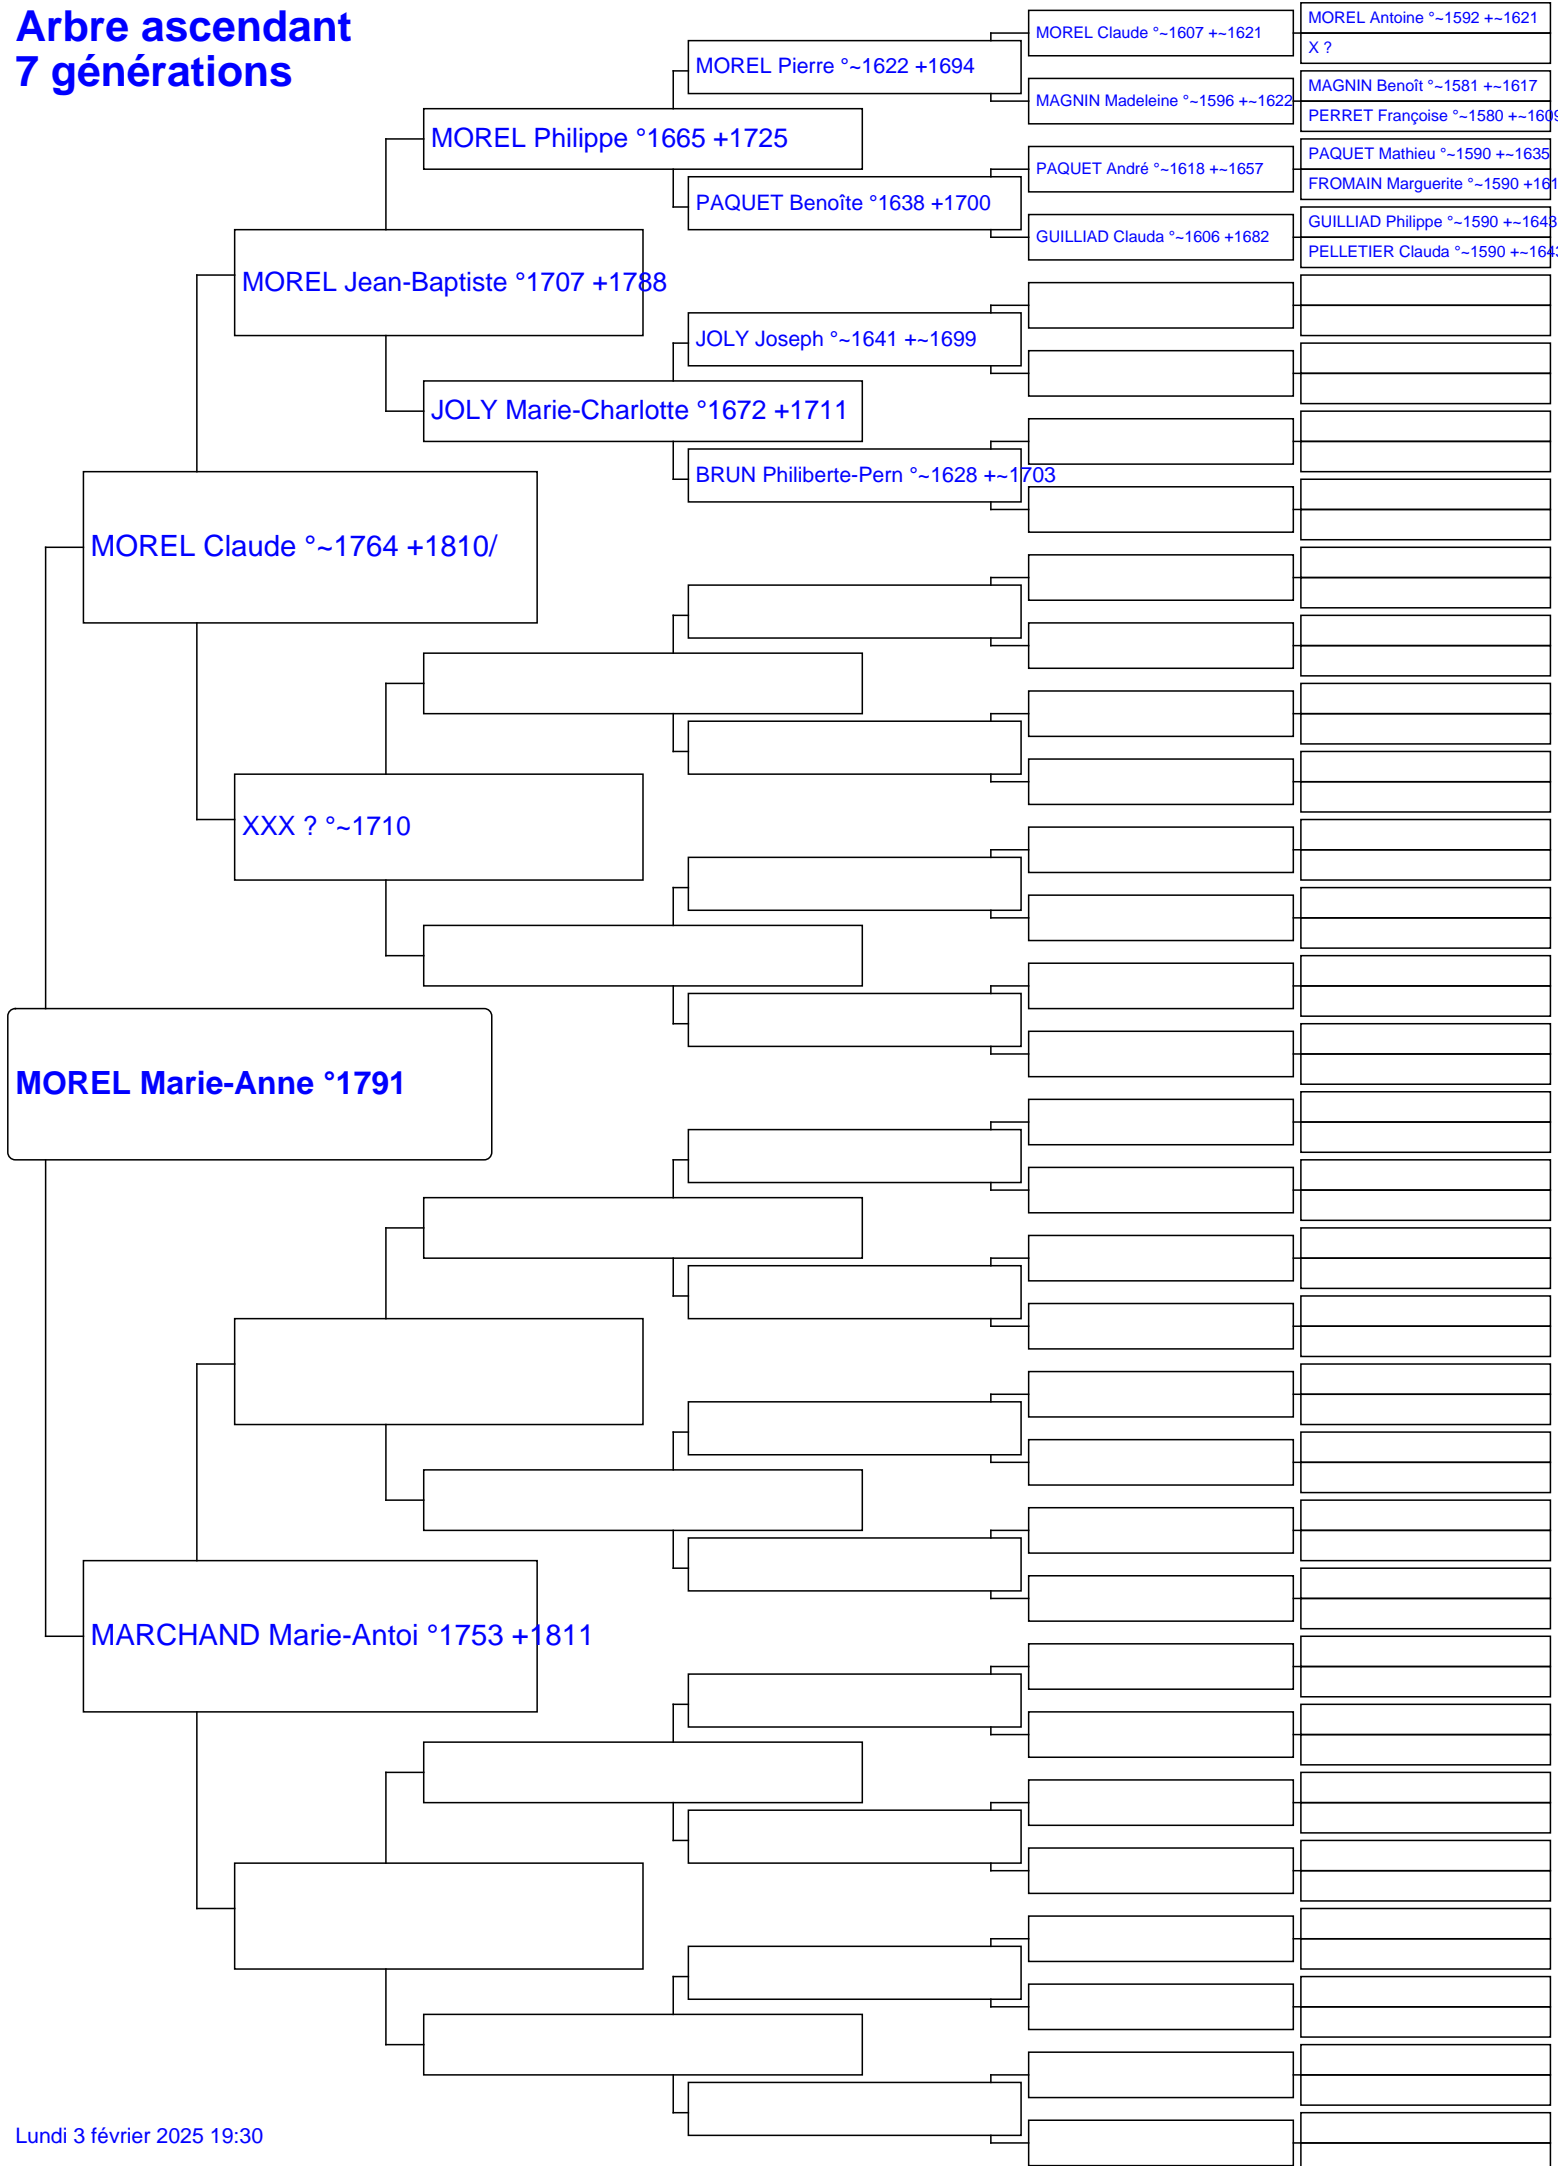 Arbre ascendant
7 générations
MOREL Antoine °~1592 +~1621
MOREL Claude °~1607 +~1621
X ?
MOREL Pierre °~1622 +1694
MAGNIN Benoît °~1581 +~1617
MAGNIN Madeleine °~1596 +~1622
PERRET Françoise °~1580 +~1609
MOREL Philippe °1665 +1725
PAQUET Mathieu °~1590 +~1635
PAQUET André °~1618 +~1657
FROMAIN Marguerite °~1590 +161
PAQUET Benoîte °1638 +1700
GUILLIAD Philippe °~1590 +~1643
GUILLIAD Clauda °~1606 +1682
PELLETIER Clauda °~1590 +~1643
MOREL Jean-Baptiste °1707 +1788
JOLY Joseph °~1641 +~1699
JOLY Marie-Charlotte °1672 +1711
BRUN Philiberte-Pern °~1628 +~1703
MOREL Claude °~1764 +1810/
XXX ? °~1710
MOREL Marie-Anne °1791
MARCHAND Marie-Antoi °1753 +1811
Lundi 3 février 2025 19:30